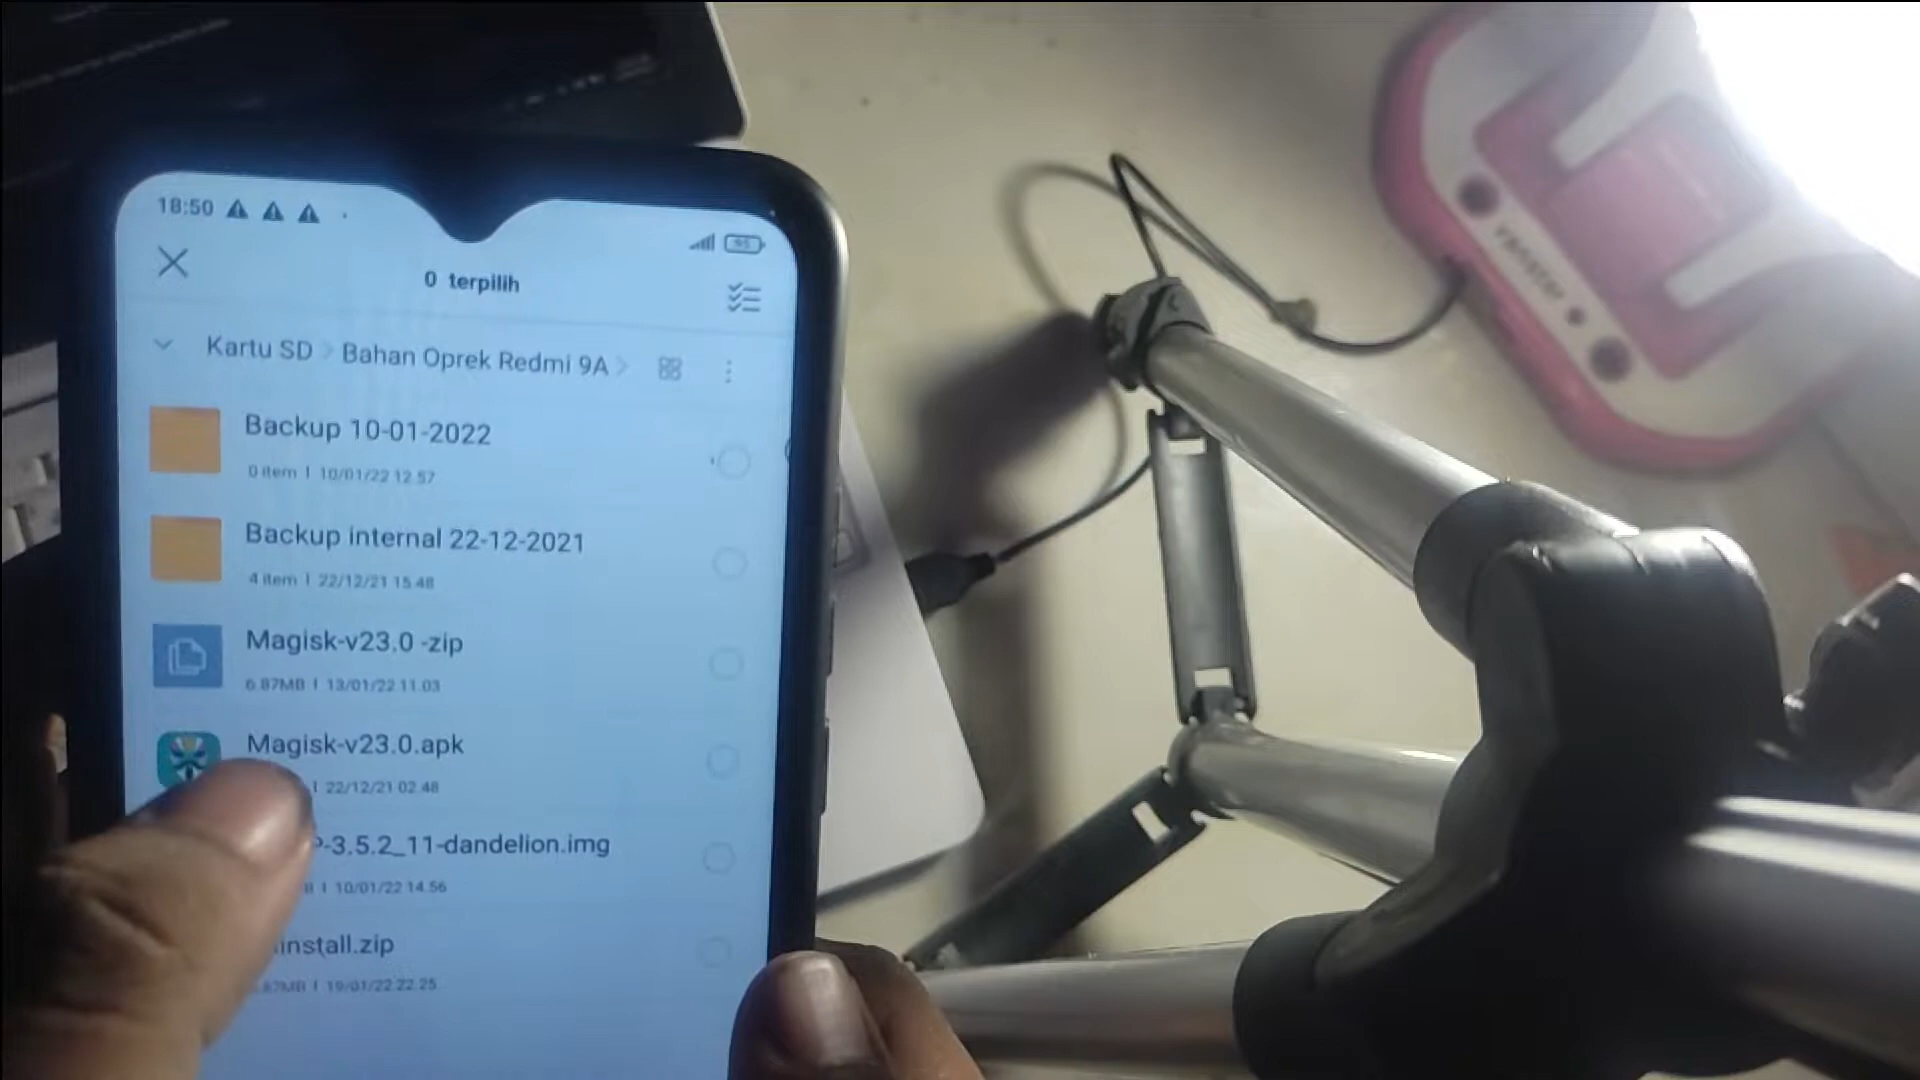 18:50
95
0 terpilih
Kartu SD > Bahan Oprek Redmi 9A >
Backup 10-01-2022
0 item | 10/01/22 12.57
Backup internal 22-12-2021
4 item | 22/12/21 15.48
Magisk-v23.0 -zip
6.87MB | 13/01/22 11.03
Magisk-v23.0.apk
| 22/12/21 02.48
-3.5.2_11-dandelion.img
| 10/01/22 14.56
install.zip
87MB | 19/01/22 22.25